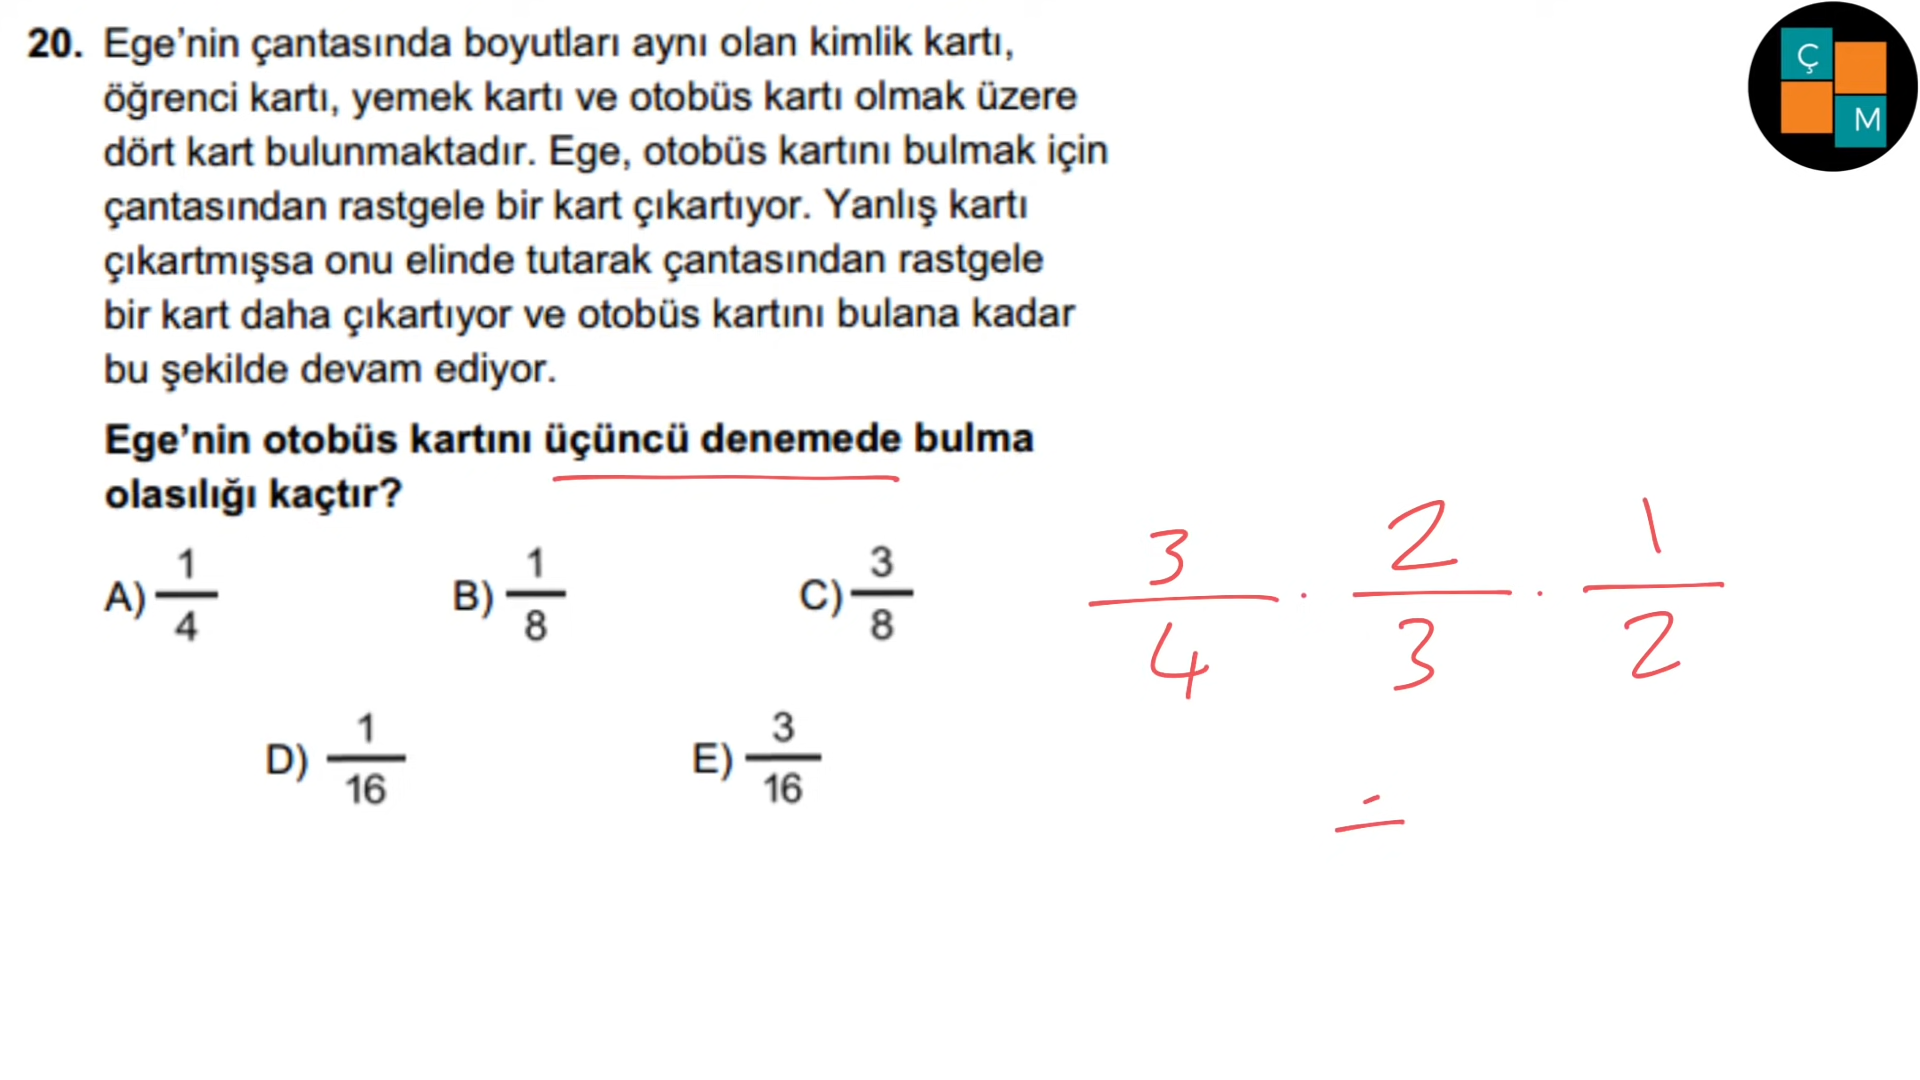 20. Ege’nin çantasında boyutları aynı olan kimlik kartı,
öğrenci kartı, yemek kartı ve otobüs kartı olmak üzere
dört kart bulunmaktadır. Ege, otobüs kartını bulmak için
çantasından rastgele bir kart çıkartıyor. Yanlış kartı
çıkartmışsa onu elinde tutarak çantasından rastgele
bir kart daha çıkartıyor ve otobüs kartını bulana kadar
bu şekilde devam ediyor.
Ege’nin otobüs kartını üçüncü denemede bulma
olasılığı kaçtır?
A) 1/4 B) 1/8 C) 3/8
D) 1/16 E) 3/16
3/4 . 2/3 . 1/2
=
Ç
M